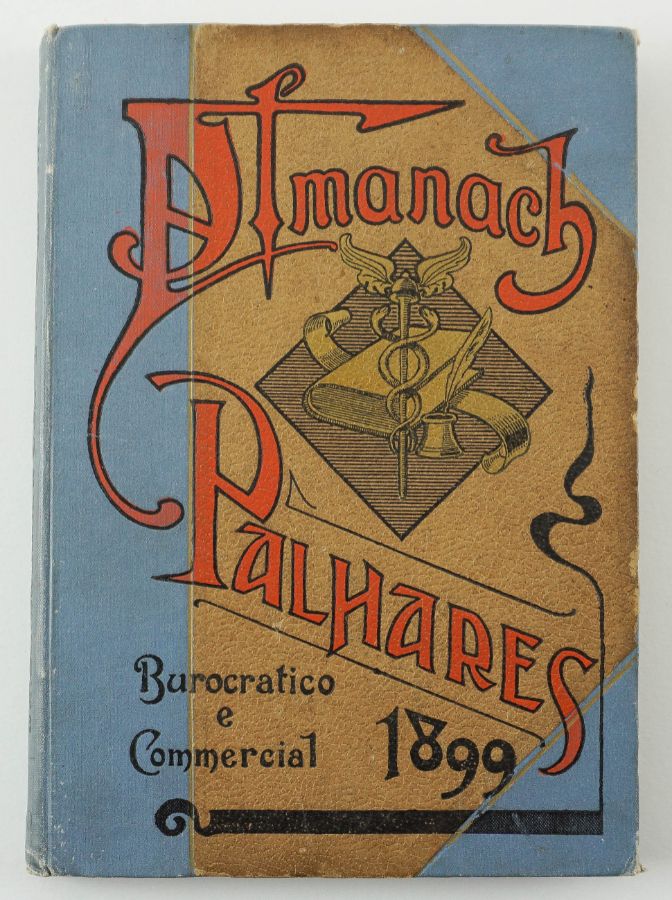 Almanach
PALHARES
Burocratico
e
Commercial
1899